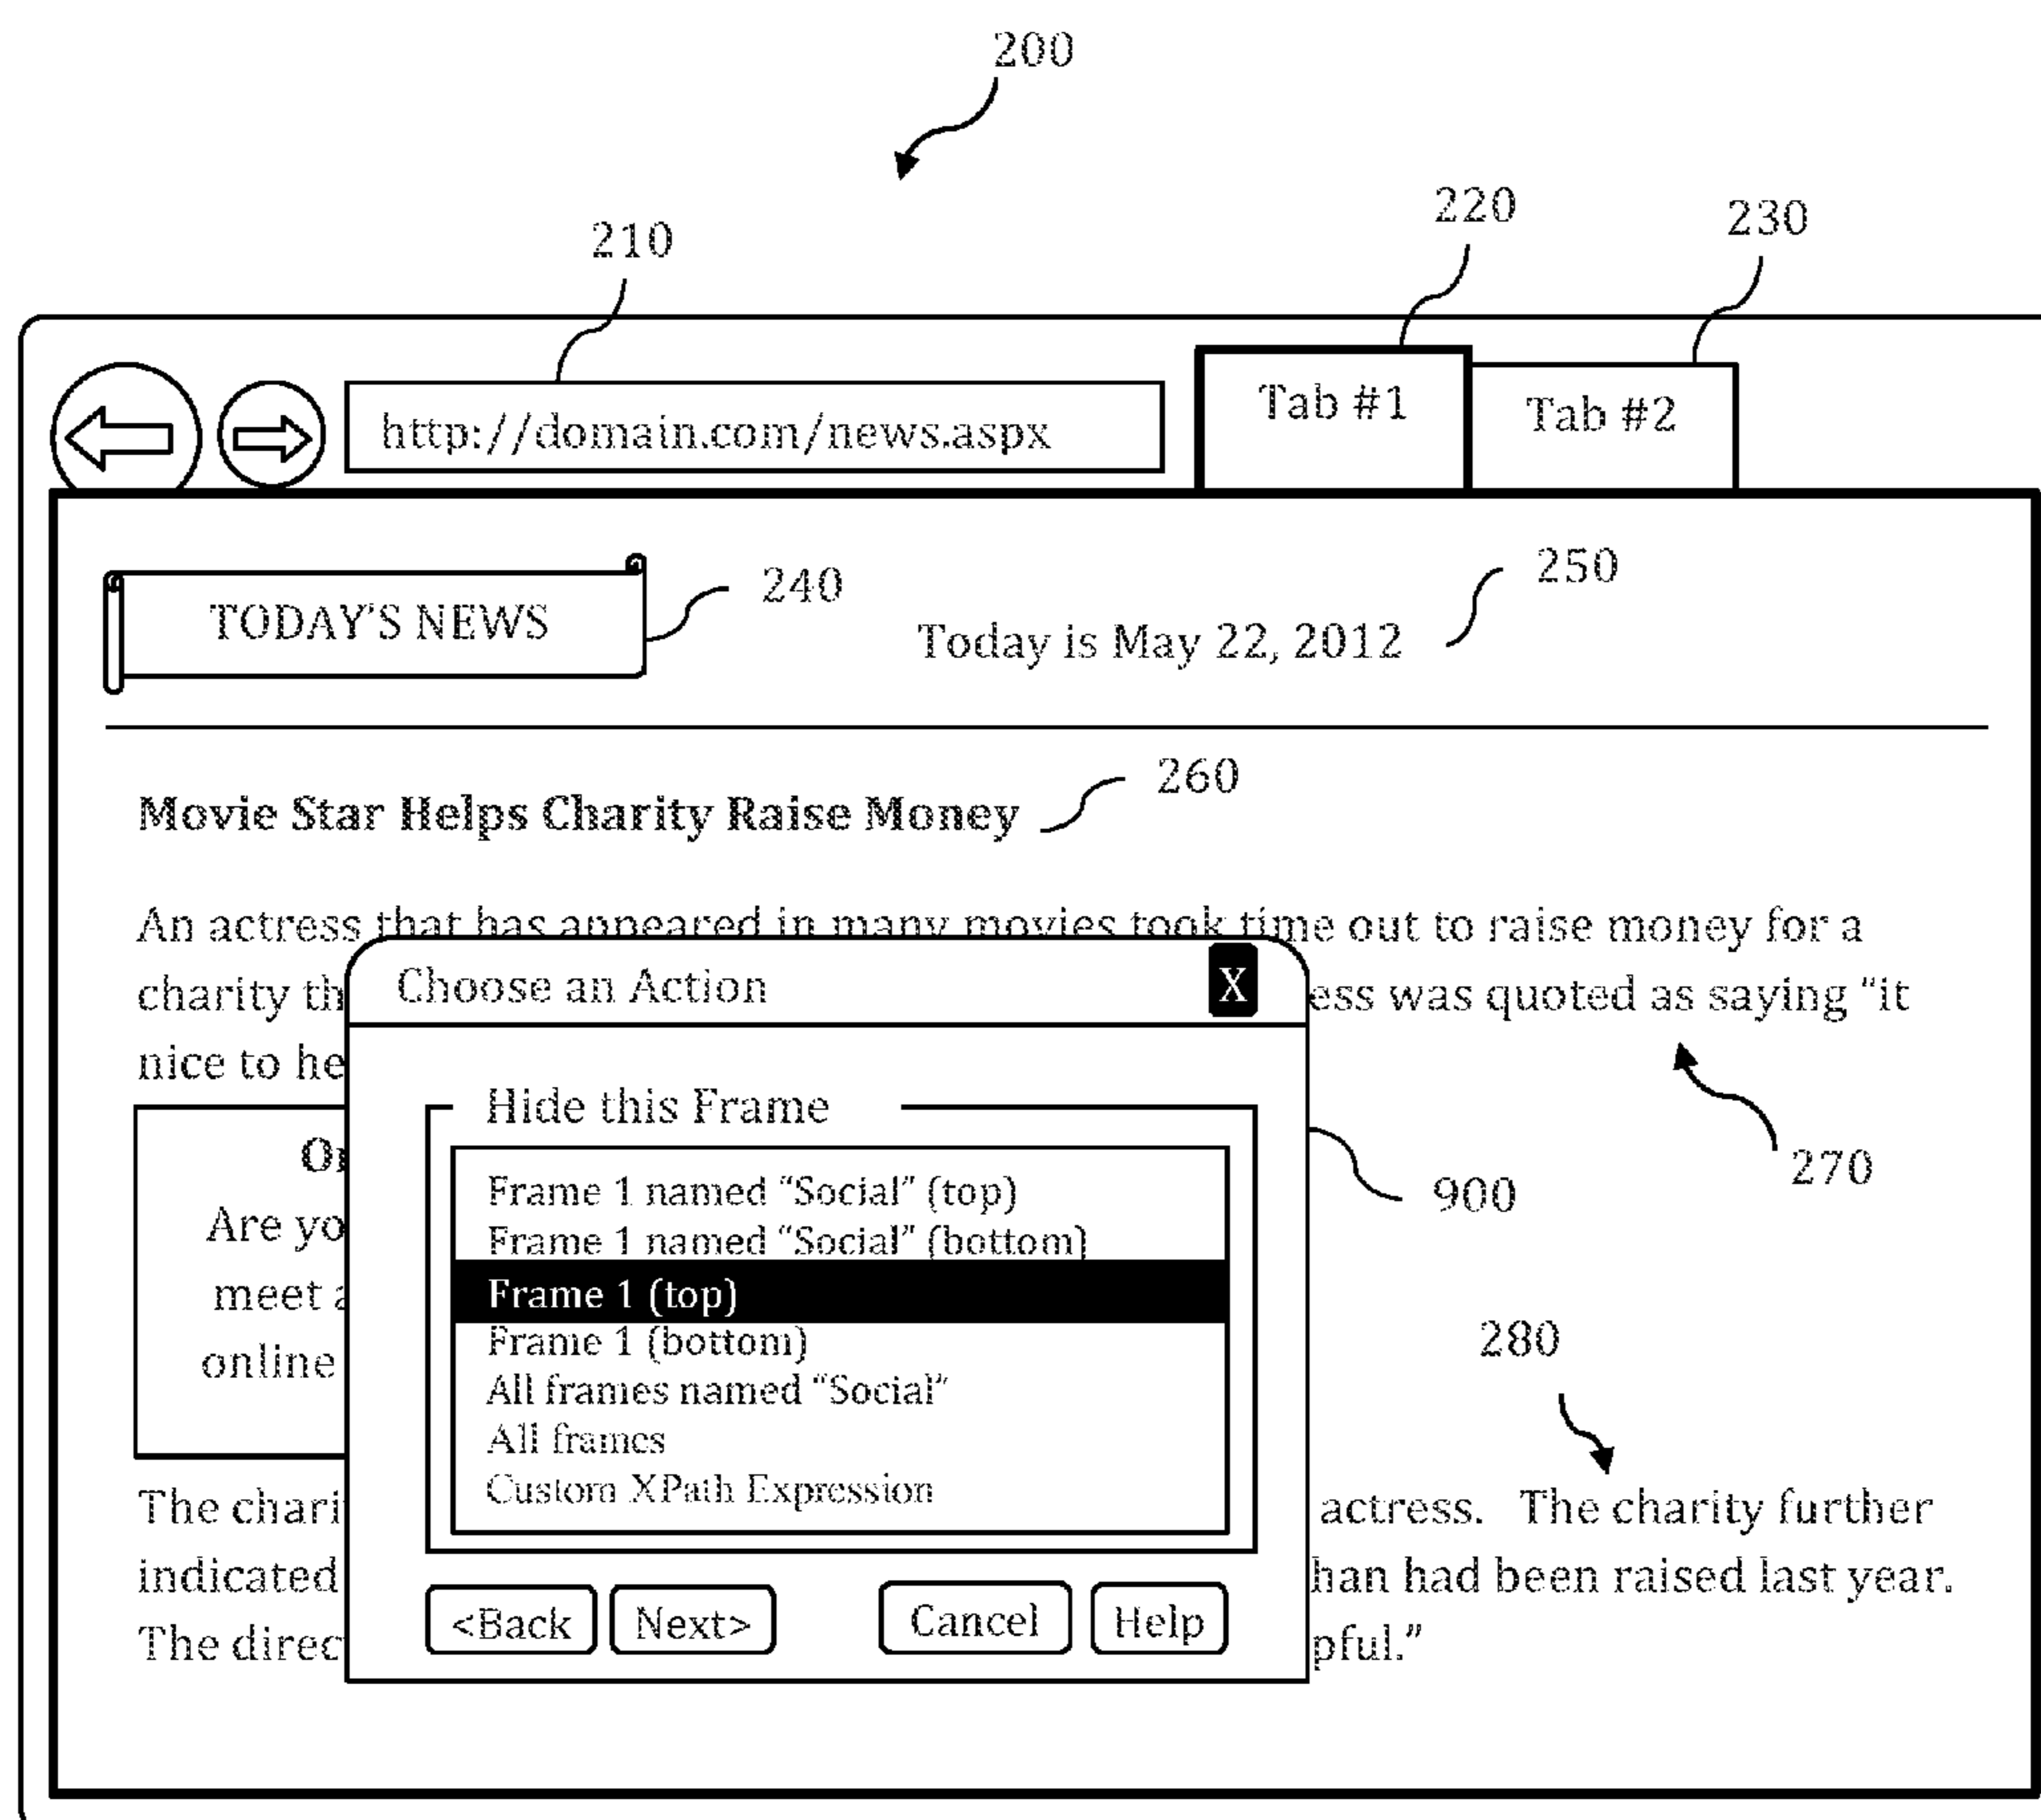 200
210
220
230
http://domain.com/news.aspx
Tab #1
Tab #2
TODAY'S NEWS
240
Today is May 22, 2012
250
Movie Star Helps Charity Raise Money
260
An actress that has appeared in many movies took time out to raise money for a
charity th
ess was quoted as saying “it
nice to he
270
Choose an Action
X
Hide this Frame
Frame 1 named “Social” (top)
Frame 1 named “Social” (bottom)
Frame 1 (top)
Frame 1 (bottom)
All frames named “Social”
All frames
Custom XPath Expression
<Back
Next>
Cancel
Help
900
Are yo
meet a
online
280
The chari
actress. The charity further
indicated
han had been raised last year.
The direc
pful.”